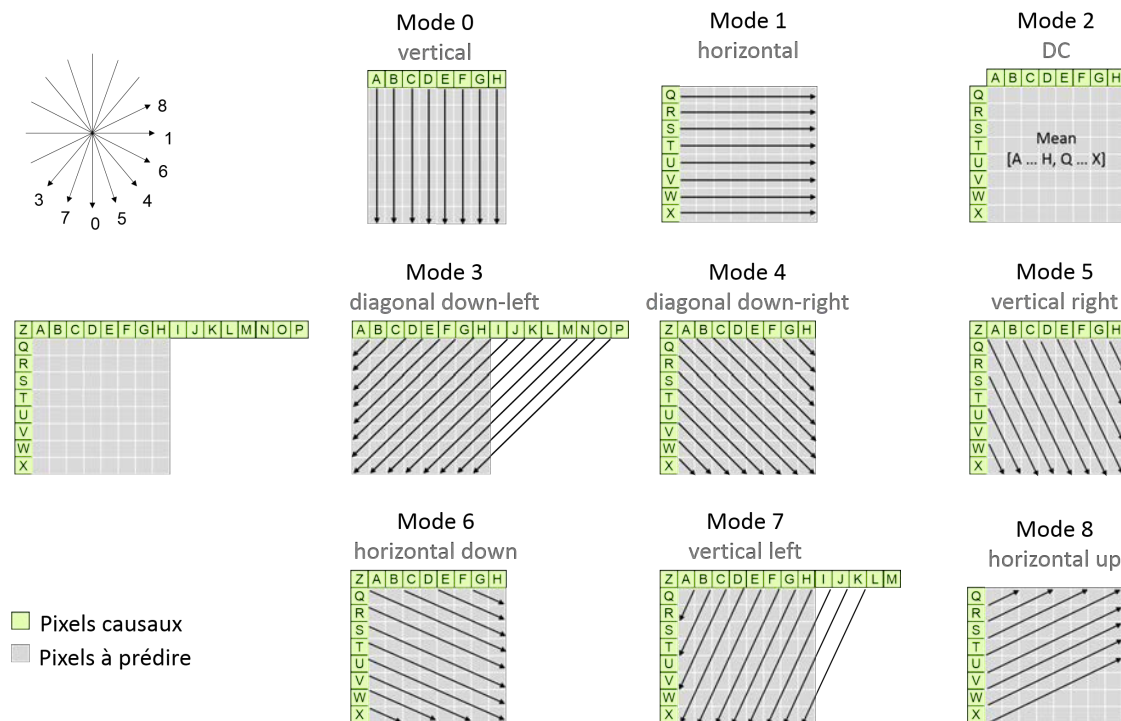 Mode 0
vertical
A B C D E F G H
Mode 1
horizontal
Q
R
S
T
U
V
W
X
Mode 2
DC
A B C D E F G H
Q
R
S
T
U
V
W
X
Mean
[A ... H, Q ... X]
8
1
6
4
5
0
7
3
Z A B C D E F G H I J K L M N O P
Q
R
S
T
U
V
W
X
Mode 3
diagonal down-left
A B C D E F G H I J K L M N O P
Mode 4
diagonal down-right
Z A B C D E F G H
Q
R
S
T
U
V
W
X
Mode 5
vertical right
Z A B C D E F G H
Q
R
S
T
U
V
W
X
Mode 6
horizontal down
Z A B C D E F G H
Q
R
S
T
U
V
W
X
Mode 7
vertical left
Z A B C D E F G H I J K L M
Q
R
S
T
U
V
W
X
Mode 8
horizontal up
Q
R
S
T
U
V
W
X
Pixels causaux
Pixels à prédire